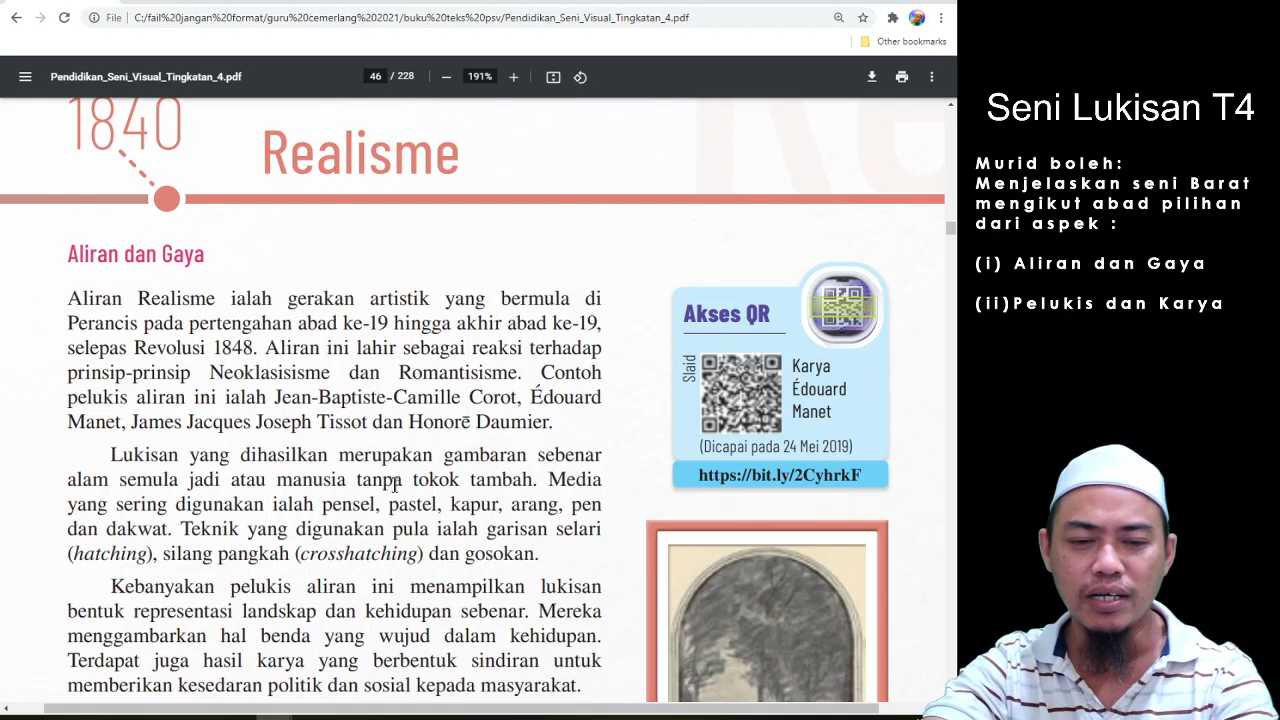 File
C:/fail%20jangan%20format/guru%20cemerlang%202021/buku%20teks%20psv/Pendidikan_Seni_Visual_Tingkatan_4.pdf
Other bookmarks
Pendidikan_Seni_Visual_Tingkatan_4.pdf
46 / 228
191%
1840
Realisme
Aliran dan Gaya
Aliran Realisme ialah gerakan artistik yang bermula di
Perancis pada pertengahan abad ke-19 hingga akhir abad ke-19,
selepas Revolusi 1848. Aliran ini lahir sebagai reaksi terhadap
prinsip-prinsip Neoklasisisme dan Romantisisme. Contoh
pelukis aliran ini ialah Jean-Baptiste-Camille Corot, Édouard
Manet, James Jacques Joseph Tissot dan Honorē Daumier.
Lukisan yang dihasilkan merupakan gambaran sebenar
alam semula jadi atau manusia tanpa tokok tambah. Media
yang sering digunakan ialah pensel, pastel, kapur, arang, pen
dan dakwat. Teknik yang digunakan pula ialah garisan selari
(hatching), silang pangkah (crosshatching) dan gosokan.
Kebanyakan pelukis aliran ini menampilkan lukisan
bentuk representasi landskap dan kehidupan sebenar. Mereka
menggambarkan hal benda yang wujud dalam kehidupan.
Terdapat juga hasil karya yang berbentuk sindiran untuk
memberikan kesedaran politik dan sosial kepada masyarakat.
Akses QR
Slaid
Karya
Édouard
Manet
(Dicapai pada 24 Mei 2019)
https://bit.ly/2CyhrkF
Seni Lukisan T4
Murid boleh:
Menjelaskan seni Barat
mengikut abad pilihan
dari aspek :
(i) Aliran dan Gaya
(ii)Pelukis dan Karya